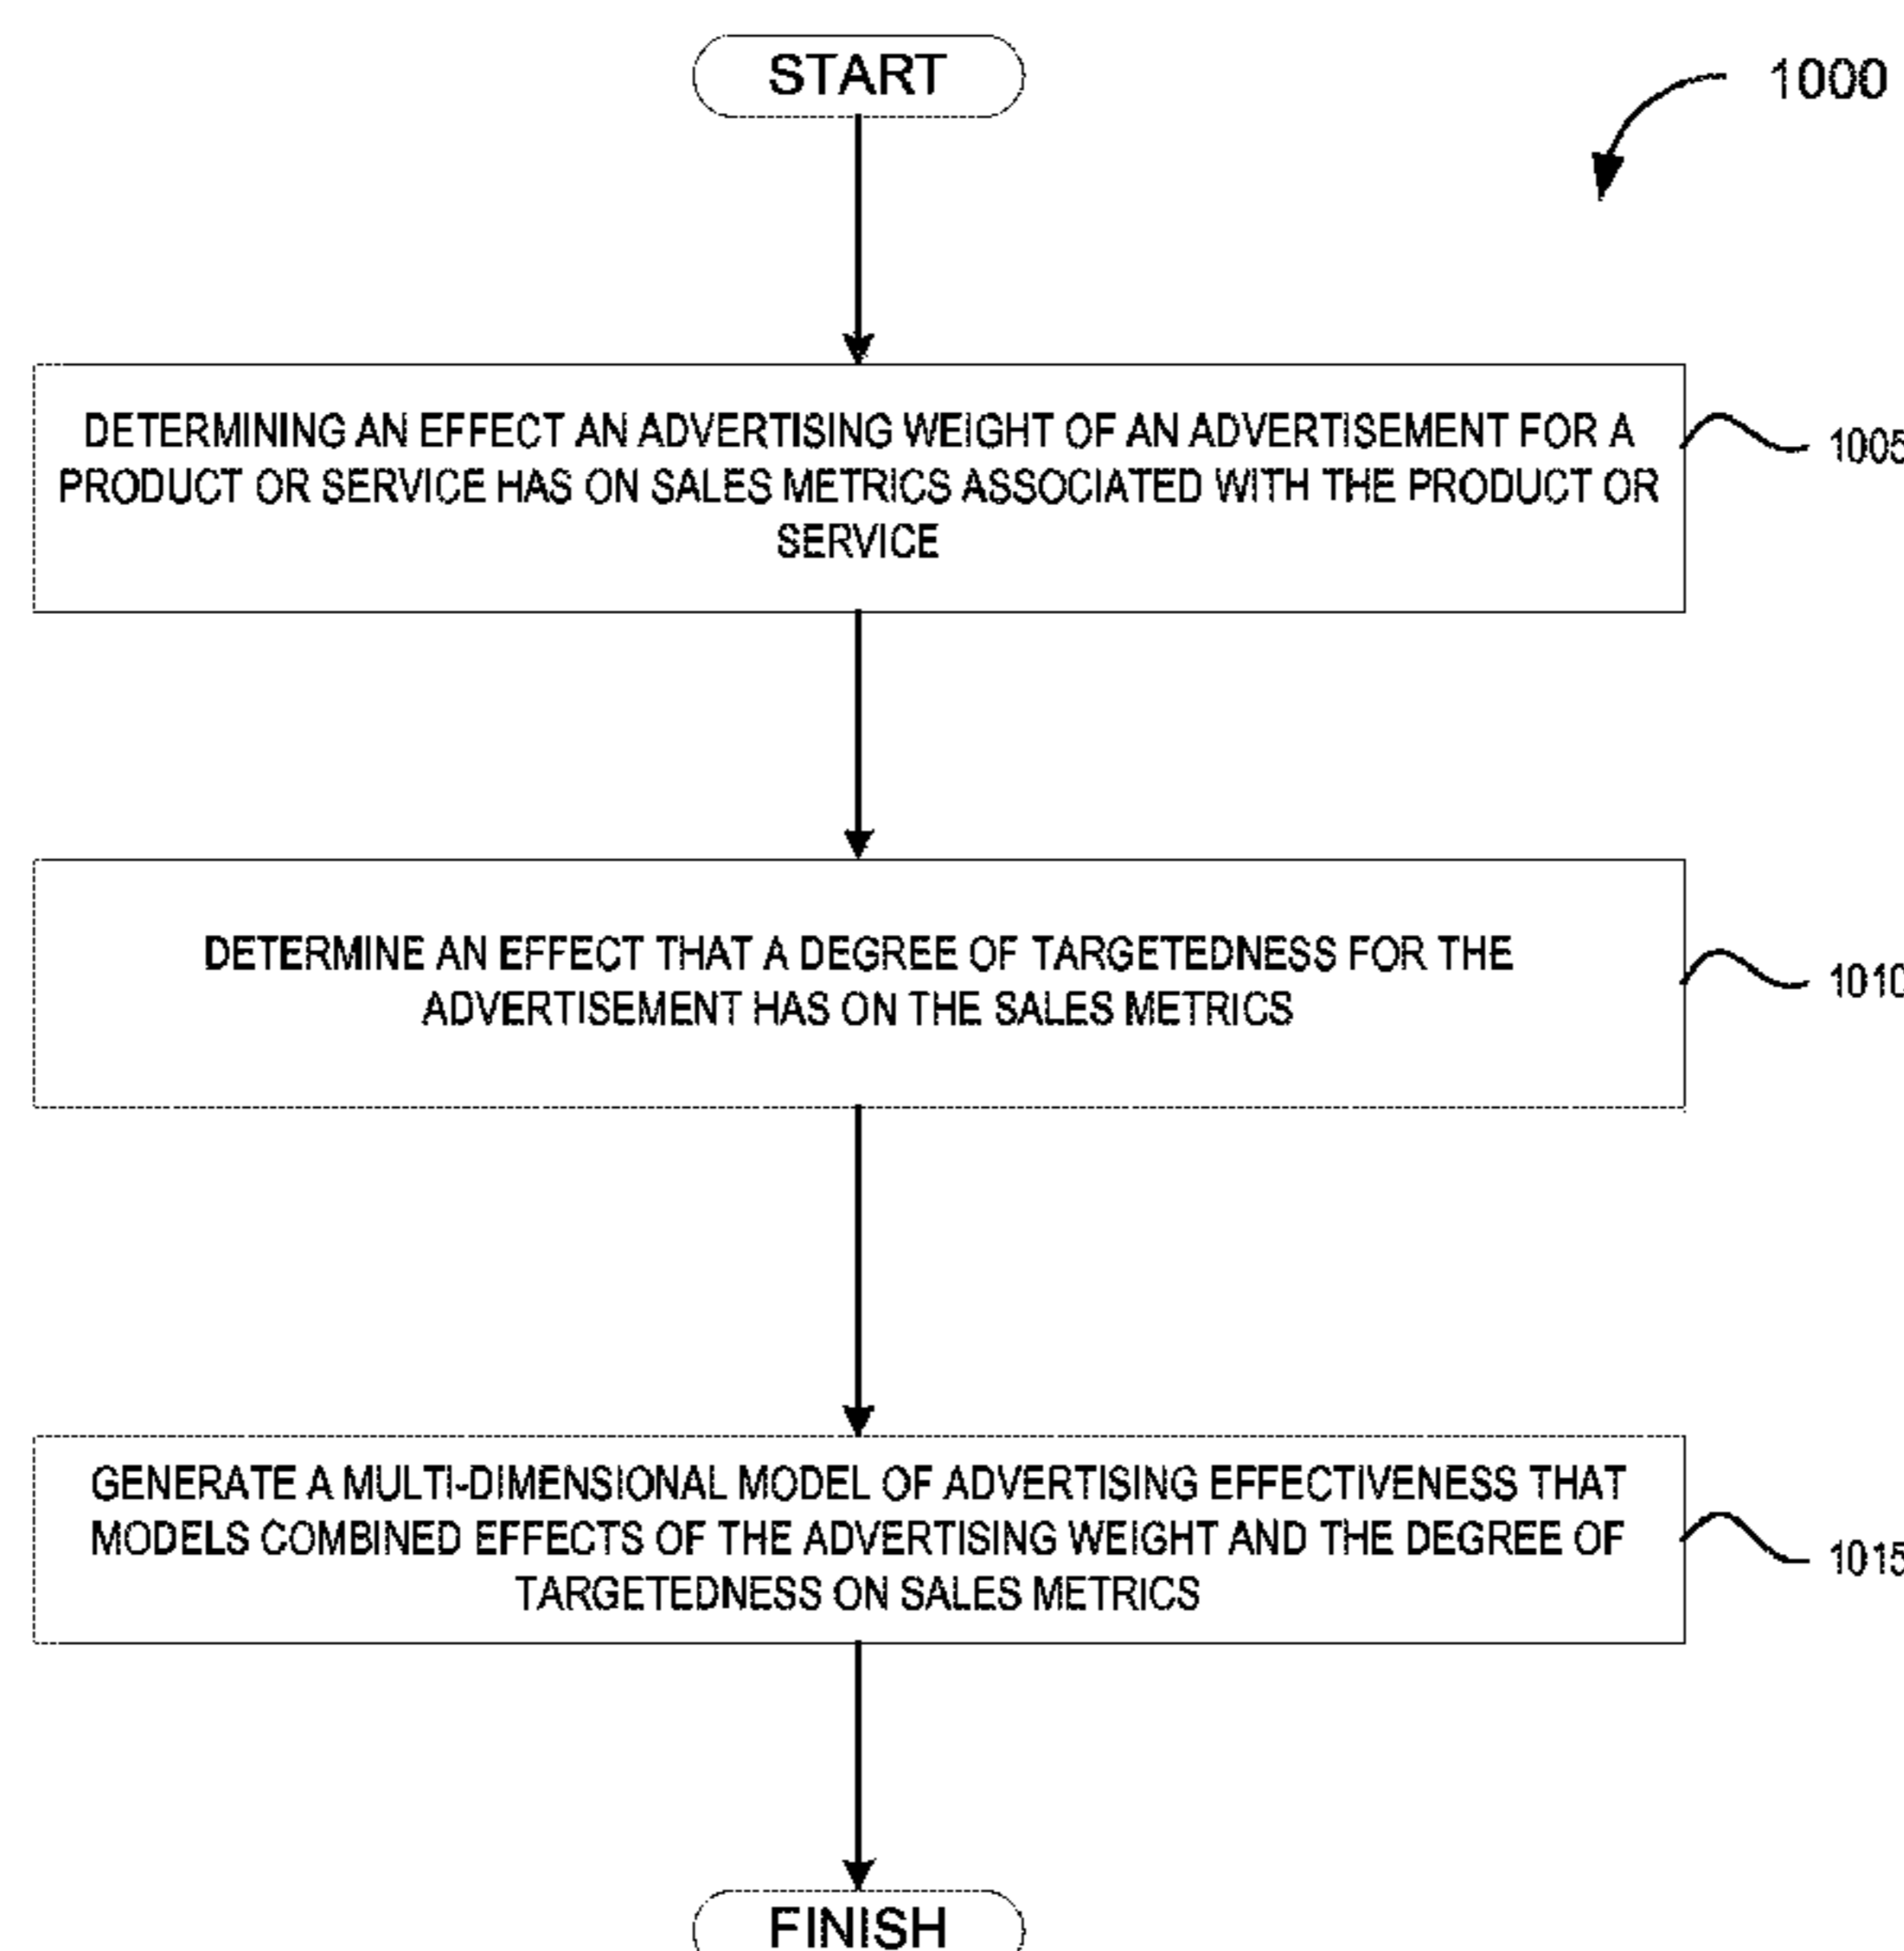 START
1000
DETERMINING AN EFFECT AN ADVERTISING WEIGHT OF AN ADVERTISEMENT FOR A
PRODUCT OR SERVICE HAS ON SALES METRICS ASSOCIATED WITH THE PRODUCT OR
SERVICE
1005
DETERMINE AN EFFECT THAT A DEGREE OF TARGETEDNESS FOR THE
ADVERTISEMENT HAS ON THE SALES METRICS
1010
GENERATE A MULTI-DIMENSIONAL MODEL OF ADVERTISING EFFECTIVENESS THAT
MODELS COMBINED EFFECTS OF THE ADVERTISING WEIGHT AND THE DEGREE OF
TARGETEDNESS ON SALES METRICS
1015
FINISH